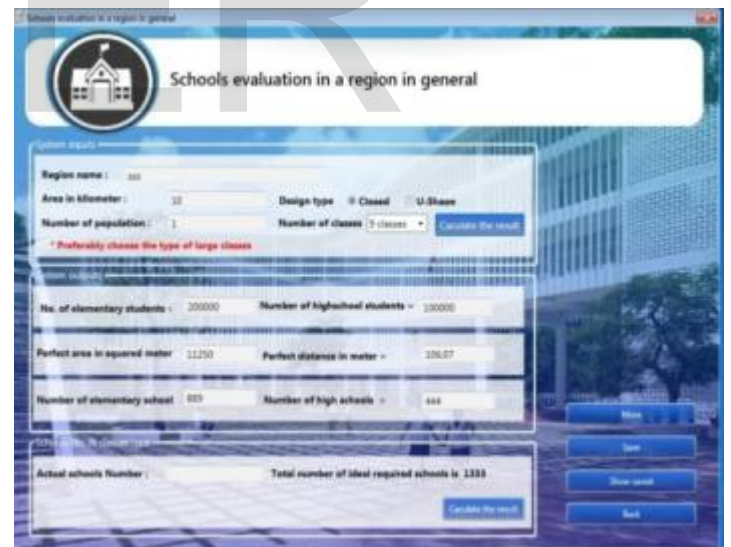 Schools evaluation in a region in general
Schools evaluation in a region in general
System inputs
Region name :
Area in kilometer : 10 Design type Closed U-Shape
Number of population : 1 Number of classes 9 classes Calculate the result
* Preferably choose the type of large classes
No. of elementary students : 200000 Number of highschool students = 100000
Perfect area in squared meter 11250 Perfect distance in meter = 106.07
Number of elementary school 889 Number of high schools = 444
More
Save
Actual schools Number : Total number of ideal required schools is 1333
Show saved
Calculate the result
Back